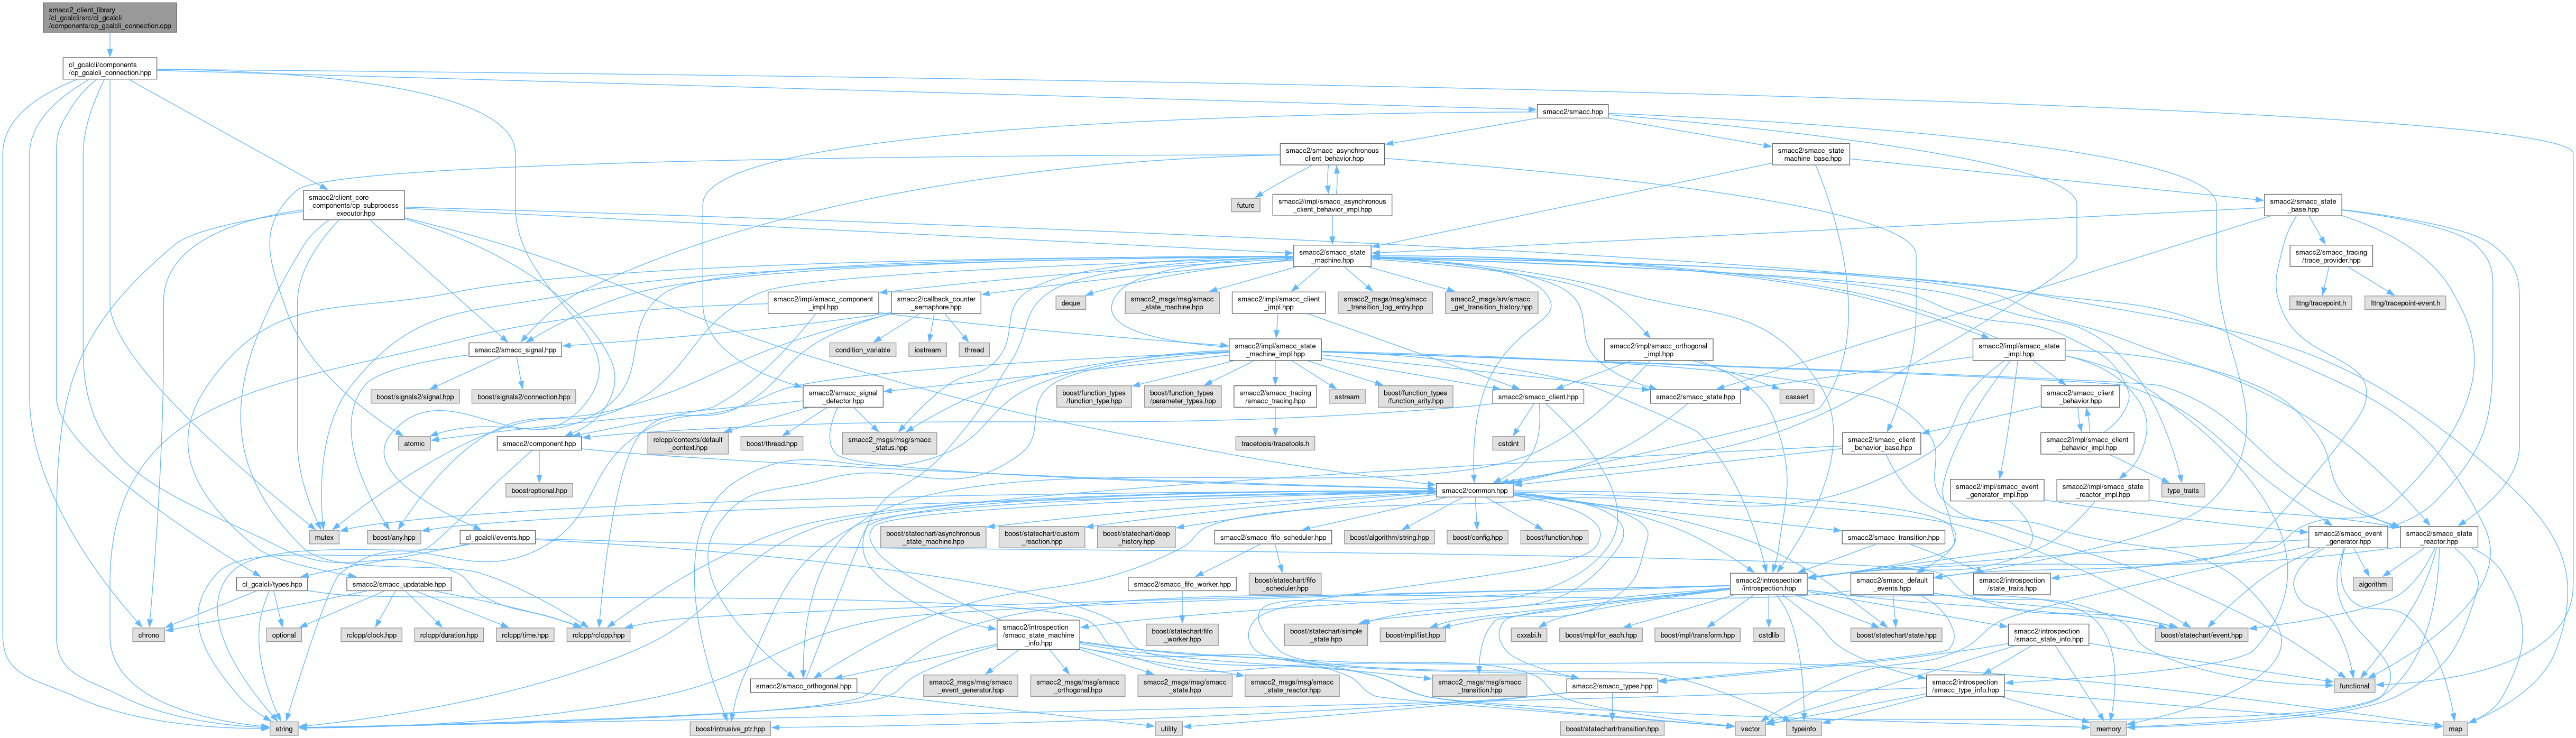 smacc2_client_library
/cl_gcalcli/src/cl_gcalcli
/components/cp_gcalcli_connection.cpp
cl_gcalcli/components
/cp_gcalcli_connection.hpp
smacc2/smacc.hpp
smacc2/smacc_asynchronous
_client_behavior.hpp
smacc2/smacc_state
_machine_base.hpp
smacc2/client_core
_components/cp_subprocess
_executor.hpp
future
smacc2/impl/smacc_asynchronous
_client_behavior_impl.hpp
smacc2/smacc_state
_base.hpp
smacc2/smacc_state
_machine.hpp
smacc2/smacc_tracing
/trace_provider.hpp
smacc2/impl/smacc_component
_impl.hpp
smacc2/callback_counter
_semaphore.hpp
deque
smacc2_msgs/msg/smacc
_state_machine.hpp
smacc2/impl/smacc_client
_impl.hpp
smacc2_msgs/msg/smacc
_transition_log_entry.hpp
smacc2_msgs/srv/smacc
_get_transition_history.hpp
lttng/tracepoint.h
lttng/tracepoint-event.h
smacc2/smacc_signal.hpp
condition_variable
iostream
thread
smacc2/impl/smacc_state
_machine_impl.hpp
smacc2/impl/smacc_orthogonal
_impl.hpp
smacc2/impl/smacc_state
_impl.hpp
boost/signals2/signal.hpp
boost/signals2/connection.hpp
smacc2/smacc_signal
_detector.hpp
boost/function_types
/function_type.hpp
boost/function_types
/parameter_types.hpp
smacc2/smacc_tracing
/smacc_tracing.hpp
sstream
boost/function_types
/function_arity.hpp
smacc2/smacc_client.hpp
smacc2/smacc_state.hpp
cassert
smacc2/smacc_client
_behavior.hpp
atomic
smacc2/component.hpp
rclcpp/contexts/default
_context.hpp
boost/thread.hpp
smacc2_msgs/msg/smacc
_status.hpp
tracetools/tracetools.h
cstdint
smacc2/smacc_client
_behavior_base.hpp
smacc2/impl/smacc_client
_behavior_impl.hpp
boost/optional.hpp
smacc2/common.hpp
smacc2/impl/smacc_event
_generator_impl.hpp
smacc2/impl/smacc_state
_reactor_impl.hpp
type_traits
mutex
boost/any.hpp
cl_gcalcli/events.hpp
boost/statechart/asynchronous
_state_machine.hpp
boost/statechart/custom
_reaction.hpp
boost/statechart/deep
_history.hpp
smacc2/smacc_fifo_scheduler.hpp
boost/algorithm/string.hpp
boost/config.hpp
boost/function.hpp
smacc2/smacc_transition.hpp
smacc2/smacc_event
_generator.hpp
smacc2/smacc_state
_reactor.hpp
cl_gcalcli/types.hpp
smacc2/smacc_updatable.hpp
smacc2/smacc_fifo_worker.hpp
boost/statechart/fifo
_scheduler.hpp
smacc2/introspection
/introspection.hpp
smacc2/smacc_default
_events.hpp
smacc2/introspection
/state_traits.hpp
algorithm
chrono
optional
rclcpp/clock.hpp
rclcpp/duration.hpp
rclcpp/time.hpp
rclcpp/rclcpp.hpp
smacc2/introspection
/smacc_state_machine
_info.hpp
boost/statechart/fifo
_worker.hpp
boost/statechart/simple
_state.hpp
boost/mpl/list.hpp
cxxabi.h
boost/mpl/for_each.hpp
boost/mpl/transform.hpp
cstdlib
boost/statechart/state.hpp
smacc2/introspection
/smacc_state_info.hpp
boost/statechart/event.hpp
smacc2/smacc_orthogonal.hpp
smacc2_msgs/msg/smacc
_event_generator.hpp
smacc2_msgs/msg/smacc
_orthogonal.hpp
smacc2_msgs/msg/smacc
_state.hpp
smacc2_msgs/msg/smacc
_state_reactor.hpp
smacc2_msgs/msg/smacc
_transition.hpp
smacc2/smacc_types.hpp
smacc2/introspection
/smacc_type_info.hpp
functional
string
boost/intrusive_ptr.hpp
utility
boost/statechart/transition.hpp
vector
typeinfo
memory
map